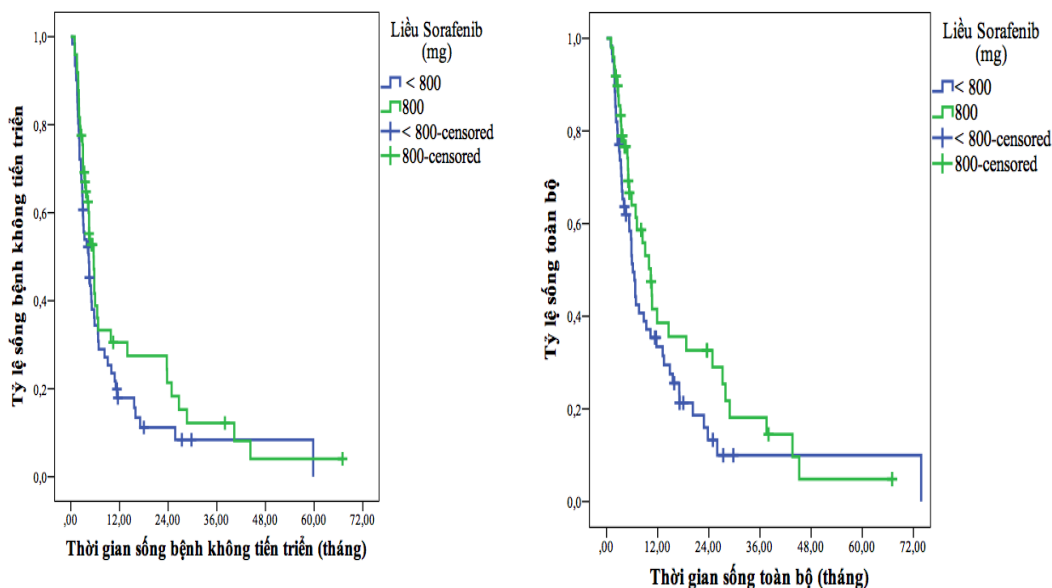 Liều Sorafenib
(mg)
< 800
800
< 800-censored
800-censored
Tỷ lệ sống bệnh không tiến triển
1,0
0,8
0,6
0,4
0,2
0,0
,00
12,00
24,00
36,00
48,00
60,00
72,00
Thời gian sống bệnh không tiến triển (tháng)
Liều Sorafenib
(mg)
< 800
800
< 800-censored
800-censored
Tỷ lệ sống toàn bộ
1,0
0,8
0,6
0,4
0,2
0,0
,00
12,00
24,00
36,00
48,00
60,00
72,00
Thời gian sống toàn bộ (tháng)